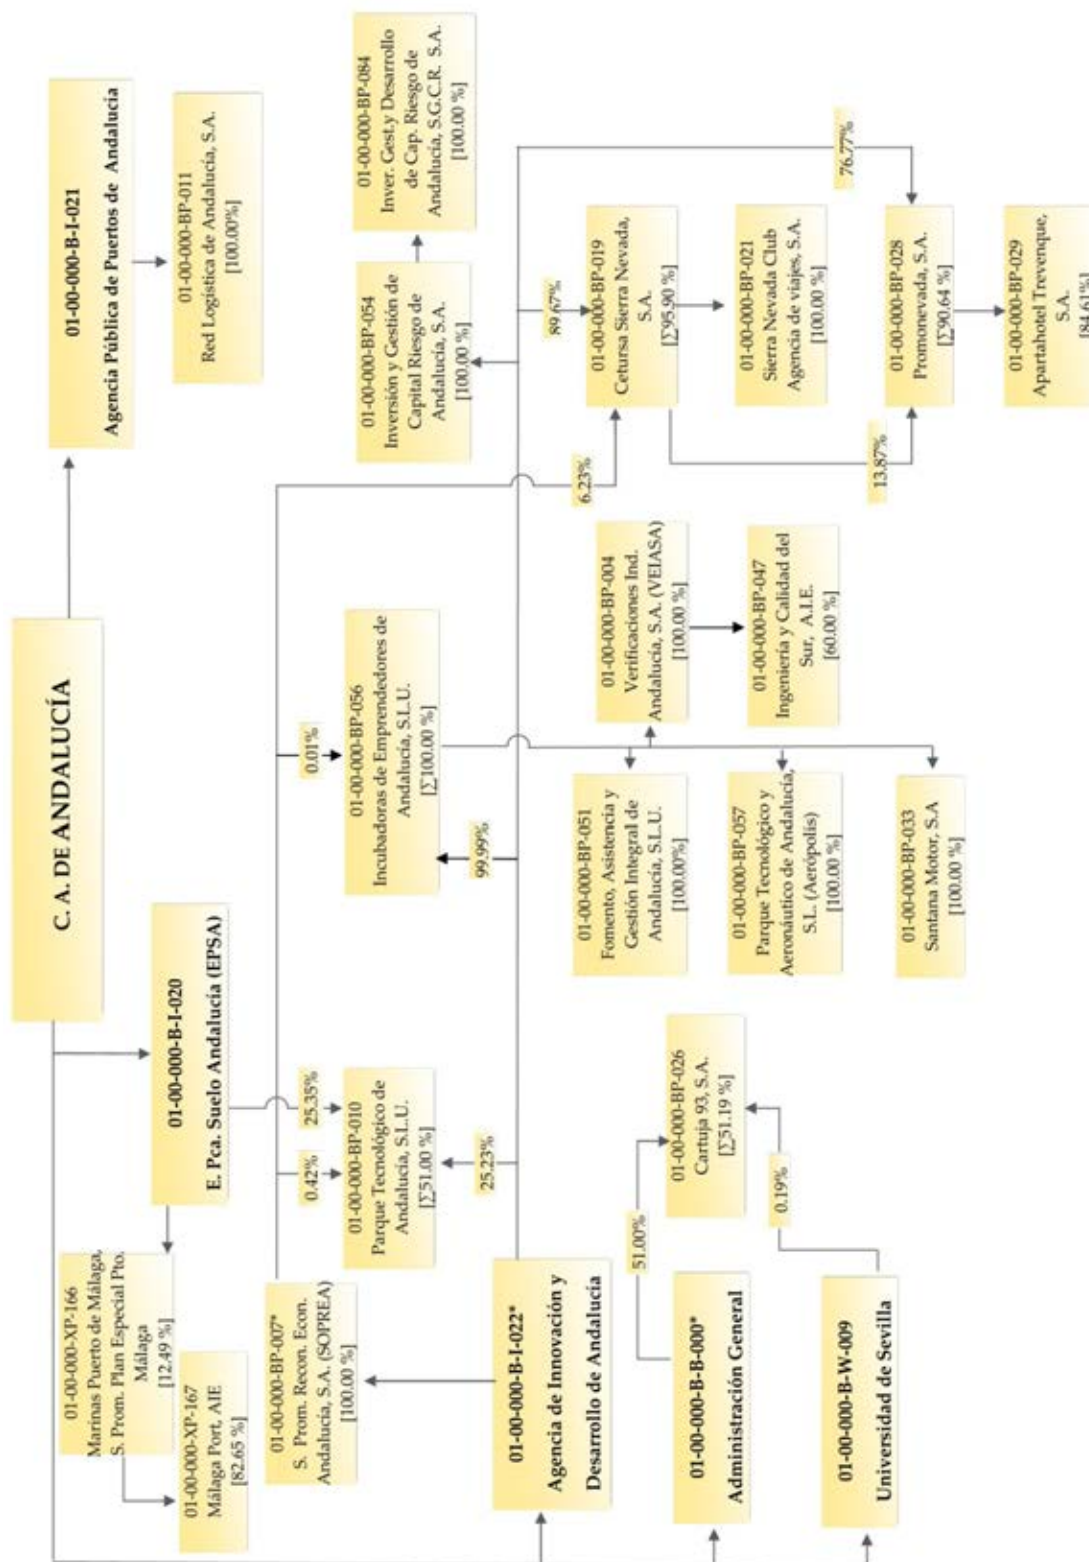 C. A. DE ANDALUCÍA
01-00-000-B-I-020
E. Pca. Suelo Andalucía (EPSA)
01-00-000-B-I-021
Agencia Pública de Puertos de Andalucía
01-00-000-XP-166
Marinas Puerto de Málaga,
S. Prom. Plan Especial Pto.
Málaga
[12.49 %]
01-00-000-XP-167
Málaga Port, AIE
[82.65 %]
01-00-000-BP-011
Red Logística de Andalucía, S.A.
[100.00%]
01-00-000-BP-007*
S. Prom. Recon. Econ.
Andalucía, S.A. (SOPREA)
[100.00 %]
0.42%
25.35%
01-00-000-BP-010
Parque Tecnológico de
Andalucía, S.L.U.
[∑51.00 %]
25.23%
0.01%
01-00-000-BP-056
Incubadoras de Emprendedores de
Andalucía, S.L.U.
[∑100.00 %]
99.99%
01-00-000-BP-054
Inversión y Gestión de
Capital Riesgo de
Andalucía, S.A.
[100.00 %]
01-00-000-BP-084
Inver. Gest.y Desarrollo
de Cap. Riesgo de
Andalucía, S.G.C.R. S.A.
[100.00 %]
01-00-000-B-I-022*
Agencia de Innovación y
Desarrollo de Andalucía
01-00-000-BP-051
Fomento, Asistencia y
Gestión Integral de
Andalucía, S.L.U.
[100.00%]
01-00-000-BP-004
Verificaciones Ind.
Andalucía, S.A. (VEIASA)
[100.00 %]
6.23%
89.67%
01-00-000-BP-019
Cetursa Sierra Nevada,
S.A.
[∑95.90 %]
01-00-000-B-B-000*
Administración General
51.00%
01-00-000-BP-026
Cartuja 93, S.A.
[∑51.19 %]
0.19%
01-00-000-BP-057
Parque Tecnológico y
Aeronáutico de Andalucía,
S.L. (Aerópolis)
[100.00 %]
01-00-000-BP-047
Ingeniería y Calidad del
Sur, A.I.E.
[60.00 %]
01-00-000-BP-021
Sierra Nevada Club
Agencia de viajes, S.A.
[100.00 %]
76.77%
13.87%
01-00-000-B-W-009
Universidad de Sevilla
01-00-000-BP-033
Santana Motor, S.A
[100.00 %]
01-00-000-BP-028
Promonevada, S.A.
[∑90.64 %]
01-00-000-BP-029
Apartahotel Trevenque,
S.A.
[84.61%]